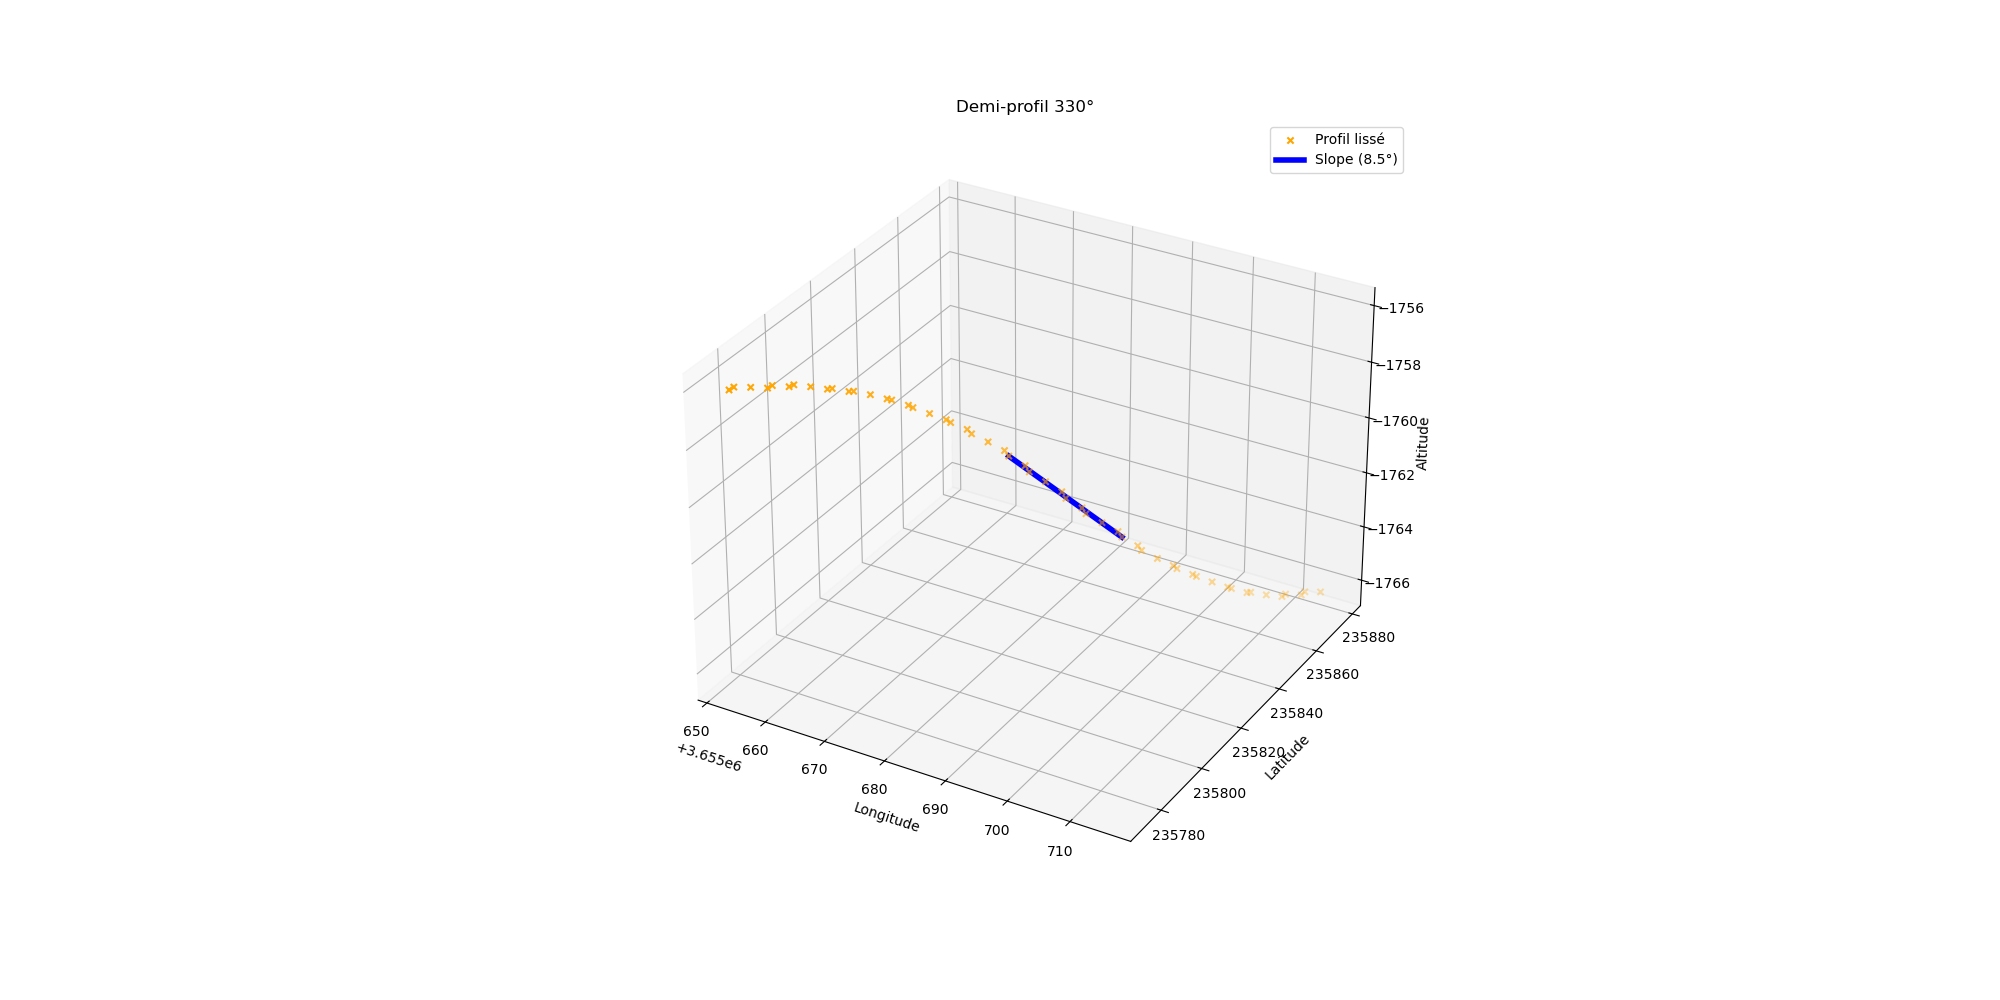 Demi-profil 330°
Profil lissé
Slope (8.5°)
−1756
−1758
−1760
−1762
−1764
−1766
Altitude
235880
235860
235840
235820
235800
235780
Latitude
650
660
670
680
690
700
710
+3.655e6
Longitude